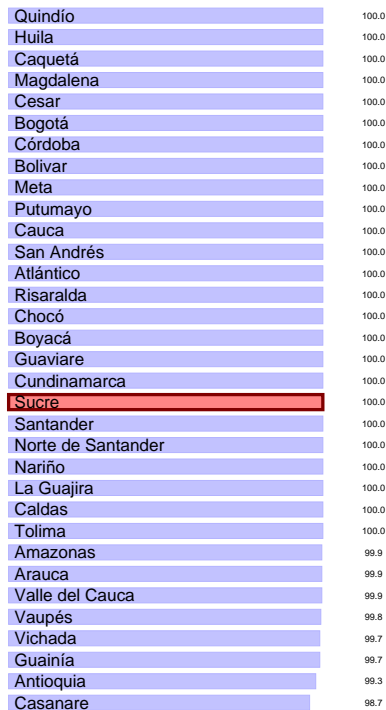 Quindío 100.0
Huila 100.0
Caquetá 100.0
Magdalena 100.0
Cesar 100.0
Bogotá 100.0
Córdoba 100.0
Bolivar 100.0
Meta 100.0
Putumayo 100.0
Cauca 100.0
San Andrés 100.0
Atlántico 100.0
Risaralda 100.0
Chocó 100.0
Boyacá 100.0
Guaviare 100.0
Cundinamarca 100.0
Sucre 100.0
Santander 100.0
Norte de Santander 100.0
Nariño 100.0
La Guajira 100.0
Caldas 100.0
Tolima 100.0
Amazonas 99.9
Arauca 99.9
Valle del Cauca 99.9
Vaupés 99.8
Vichada 99.7
Guainía 99.7
Antioquia 99.3
Casanare 98.7